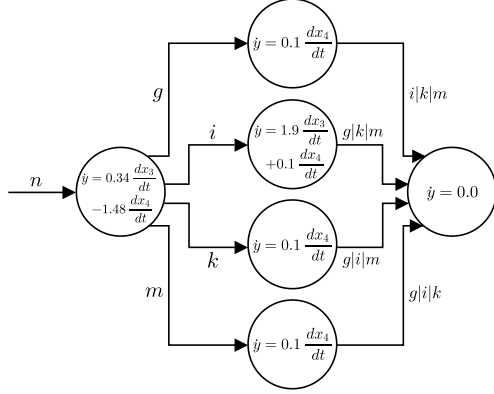 n
ẏ = 0.34 dx₃/dt
−1.48 dx₄/dt
g
i
k
m
ẏ = 0.1 dx₄/dt
ẏ = 1.9 dx₃/dt
+0.1 dx₄/dt
ẏ = 0.1 dx₄/dt
ẏ = 0.1 dx₄/dt
i|k|m
g|k|m
g|i|m
g|i|k
ẏ = 0.0